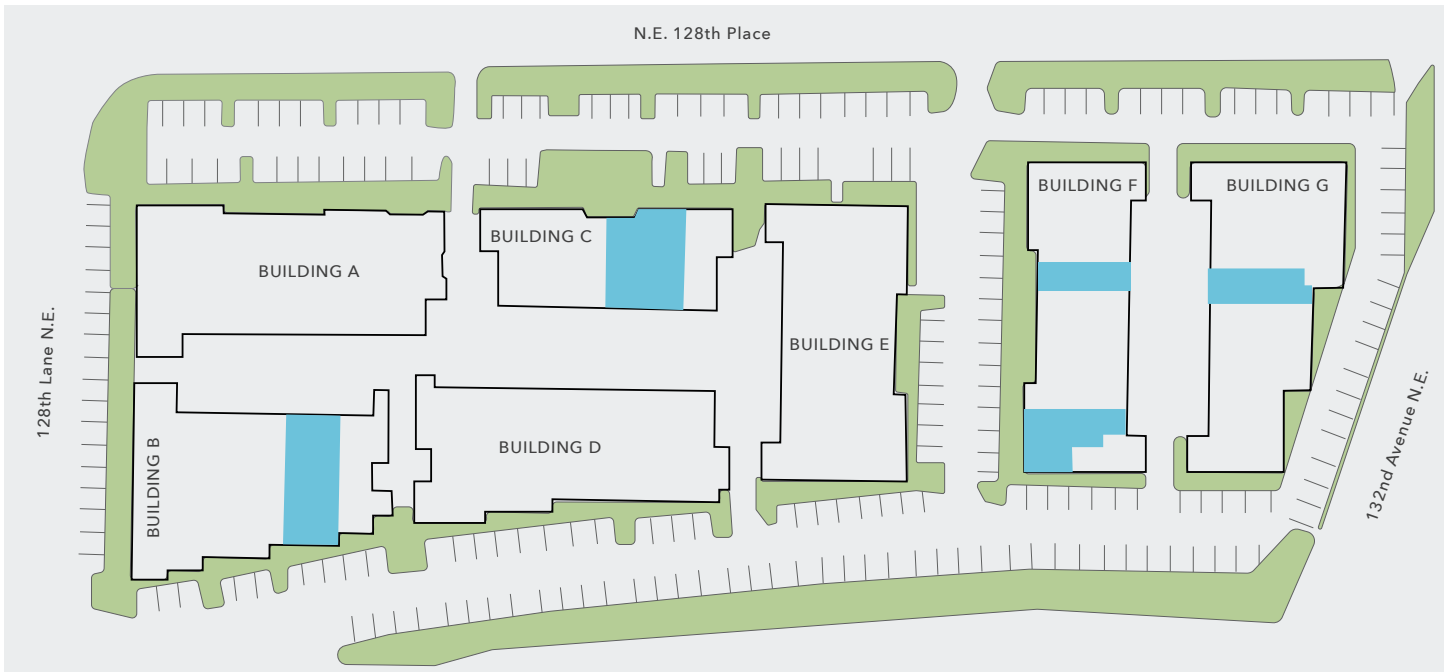 N.E. 128th Place
BUILDING F
BUILDING G
BUILDING C
BUILDING A
BUILDING E
128th Lane N.E.
BUILDING D
BUILDING B
132nd Avenue N.E.